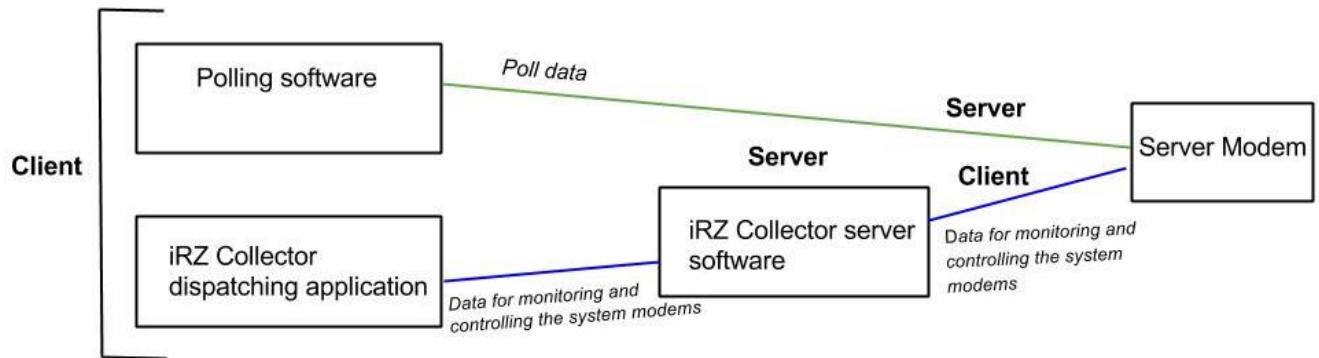 Polling software
Poll data
Server
Server Modem
Client
Server
Client
iRZ Collector
dispatching application
iRZ Collector server
software
Data for monitoring and
controlling the system
modems
Data for monitoring and
controlling the system modems